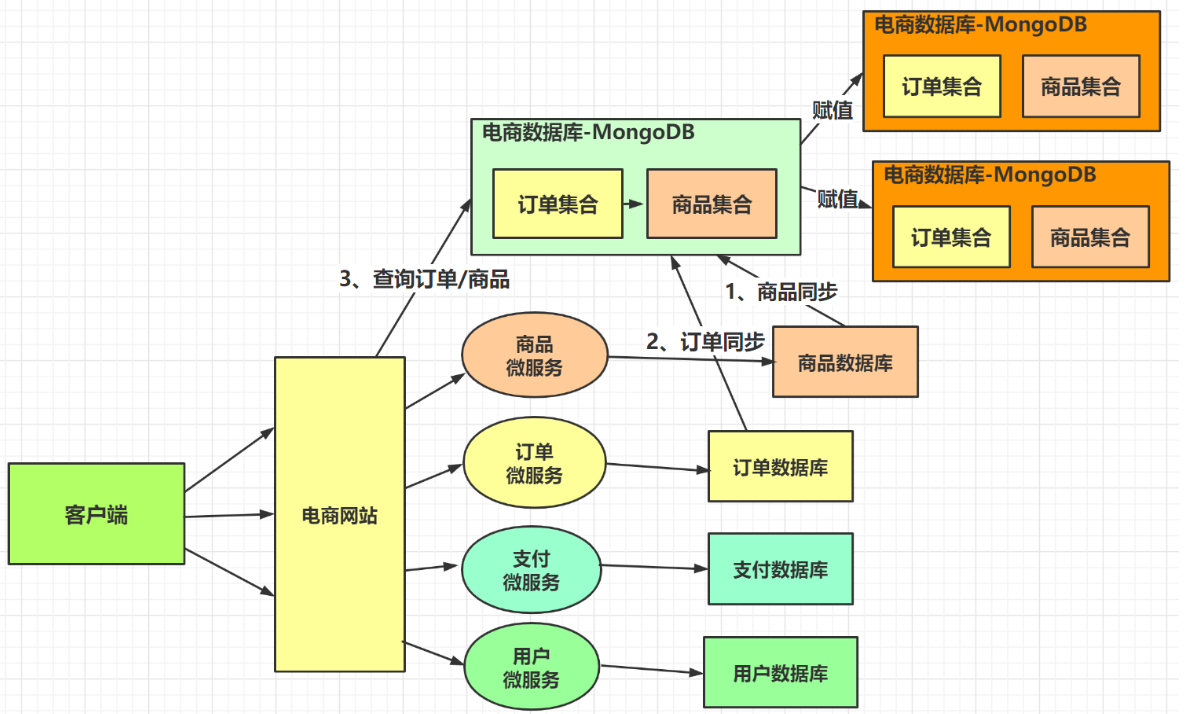 电商数据库-MongoDB
订单集合
商品集合
赋值
电商数据库-MongoDB
订单集合
商品集合
赋值
电商数据库-MongoDB
订单集合
商品集合
3、查询订单/商品
1、商品同步
2、订单同步
商品
微服务
商品数据库
订单
微服务
订单数据库
客户端
电商网站
支付
微服务
支付数据库
用户
微服务
用户数据库